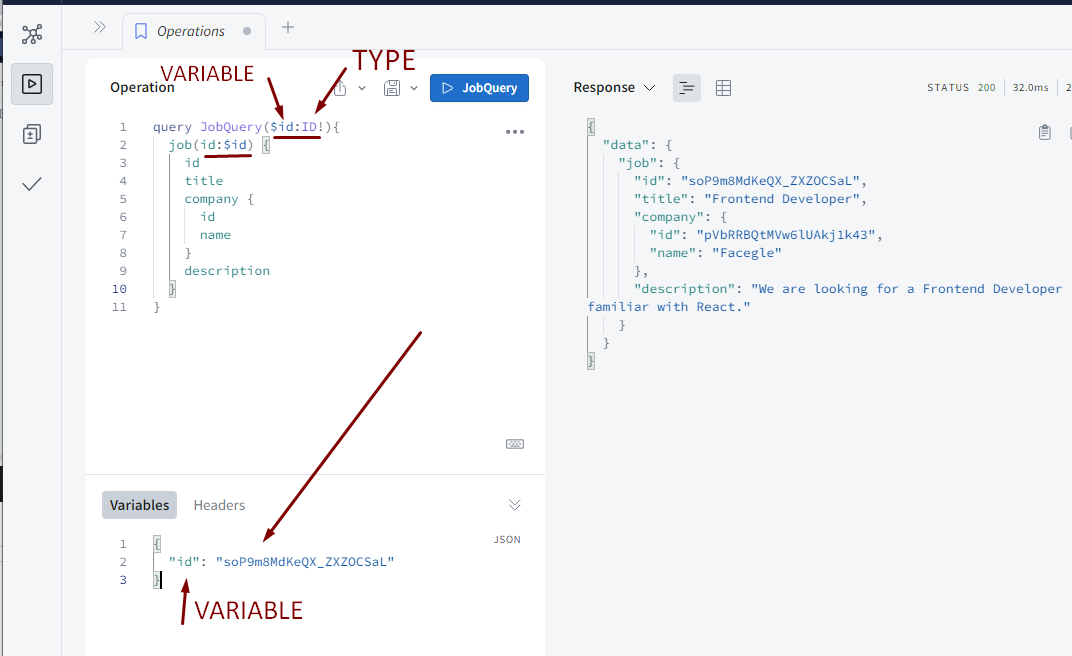 Operations
VARIABLE
TYPE
Operation
JobQuery
1 query JobQuery($id:ID!){
2 job(id:$id) {
3 id
4 title
5 company {
6 id
7 name
8 }
9 description
10 }
11 }
Variables Headers
JSON
1 {
2 "id": "soP9m8MdKeQX_ZXZOCSaL"
3 }
VARIABLE
Response
STATUS 200 32.0ms 2
{
"data": {
"job": {
"id": "soP9m8MdKeQX_ZXZOCSaL",
"title": "Frontend Developer",
"company": {
"id": "pVbRRBQtMVw6lUAkj1k43",
"name": "Facegle"
},
"description": "We are looking for a Frontend Developer
familiar with React."
}
}
}